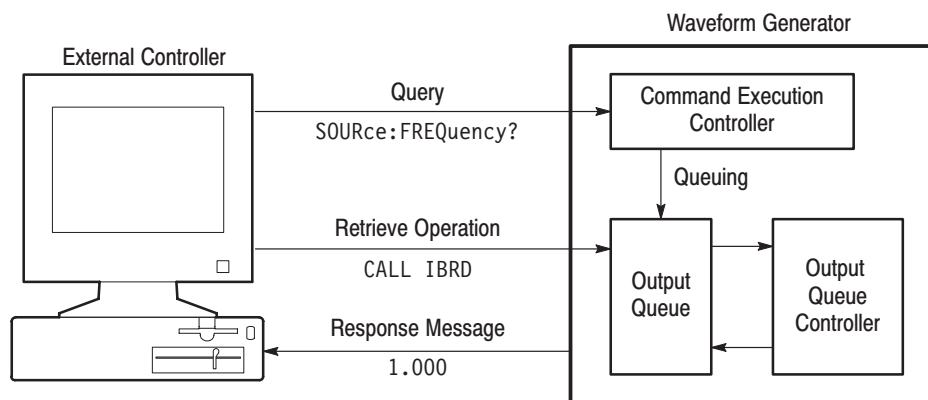 Waveform Generator
External Controller
Query
SOURce:FREQuency?
Command Execution
Controller
Queuing
Retrieve Operation
CALL IBRD
Output
Queue
Output
Queue
Controller
Response Message
1.000